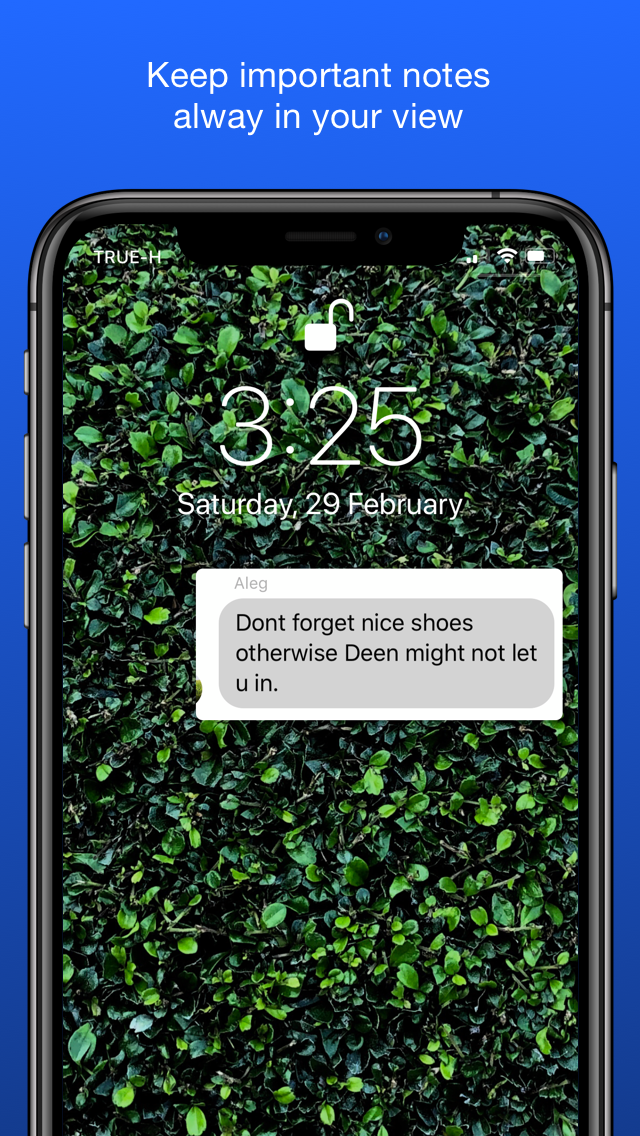 Keep important notes
alway in your view
TRUE-H
3:25
Saturday, 29 February
Aleg
Dont forget nice shoes
otherwise Deen might not let
u in.